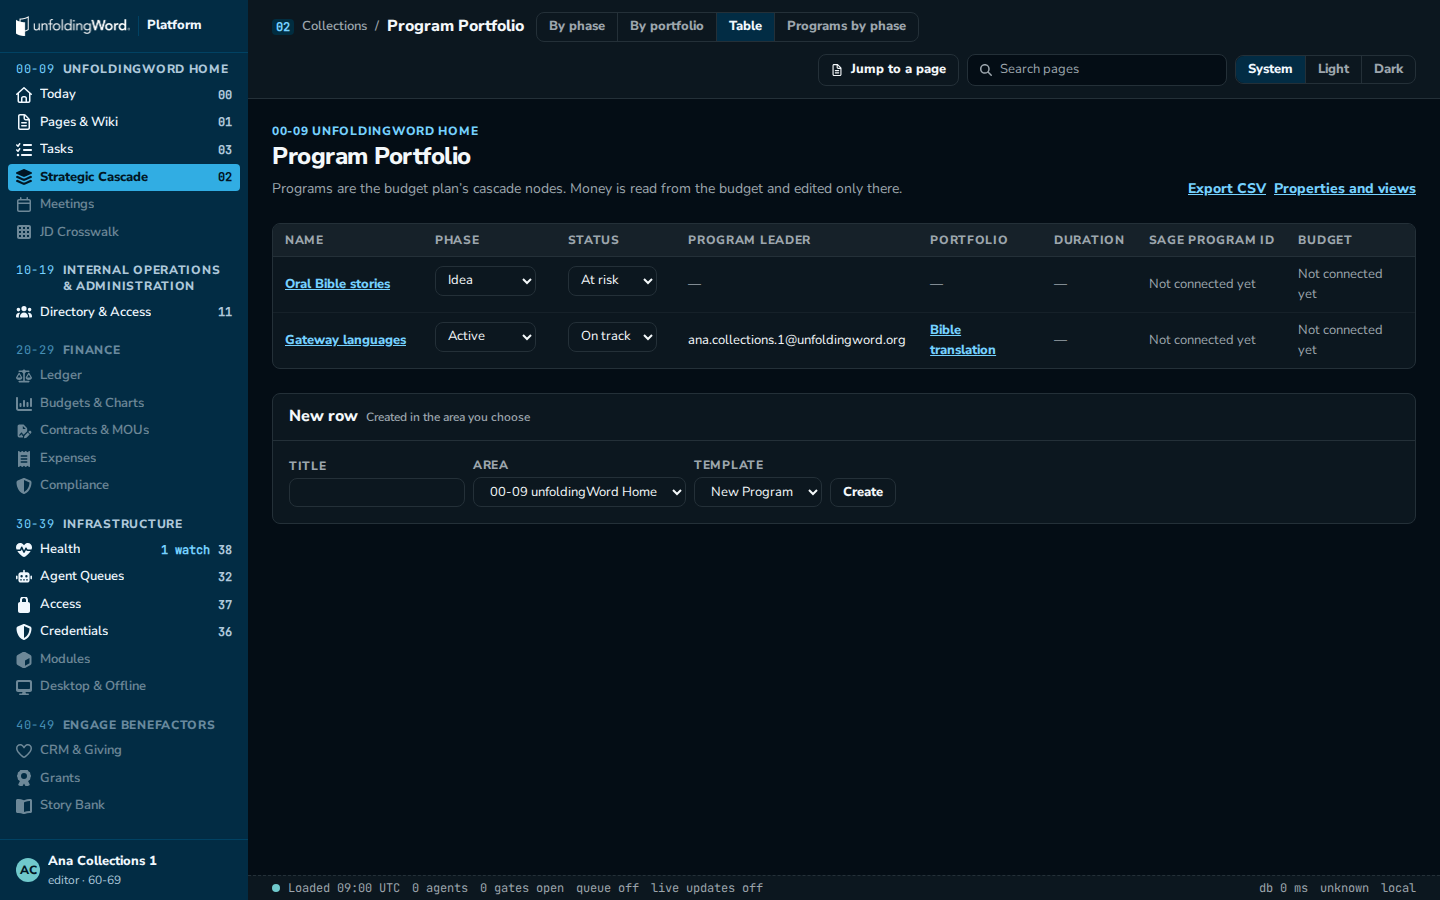 unfoldingWord. Platform
00-09 UNFOLDINGWORD HOME
Today 00
Pages & Wiki 01
Tasks 03
Strategic Cascade 02
Meetings
JD Crosswalk
10-19 INTERNAL OPERATIONS
& ADMINISTRATION
Directory & Access 11
20-29 FINANCE
Ledger
Budgets & Charts
Contracts & MOUs
Expenses
Compliance
30-39 INFRASTRUCTURE
Health 1 watch 38
Agent Queues 32
Access 37
Credentials 36
Modules
Desktop & Offline
40-49 ENGAGE BENEFACTORS
CRM & Giving
Grants
Story Bank
AC Ana Collections 1
editor · 60-69
02 Collections / Program Portfolio By phase By portfolio Table Programs by phase
Jump to a page Search pages System Light Dark
00-09 UNFOLDINGWORD HOME
Program Portfolio
Programs are the budget plan's cascade nodes. Money is read from the budget and edited only there. Export CSV Properties and views
NAME PHASE STATUS PROGRAM LEADER PORTFOLIO DURATION SAGE PROGRAM ID BUDGET
Oral Bible stories Idea At risk — — — Not connected yet Not connected
yet
Gateway languages Active On track ana.collections.1@unfoldingword.org Bible
translation — Not connected yet Not connected
yet
New row Created in the area you choose
TITLE AREA TEMPLATE
00-09 unfoldingWord Home New Program Create
Loaded 09:00 UTC 0 agents 0 gates open queue off live updates off db 0 ms unknown local